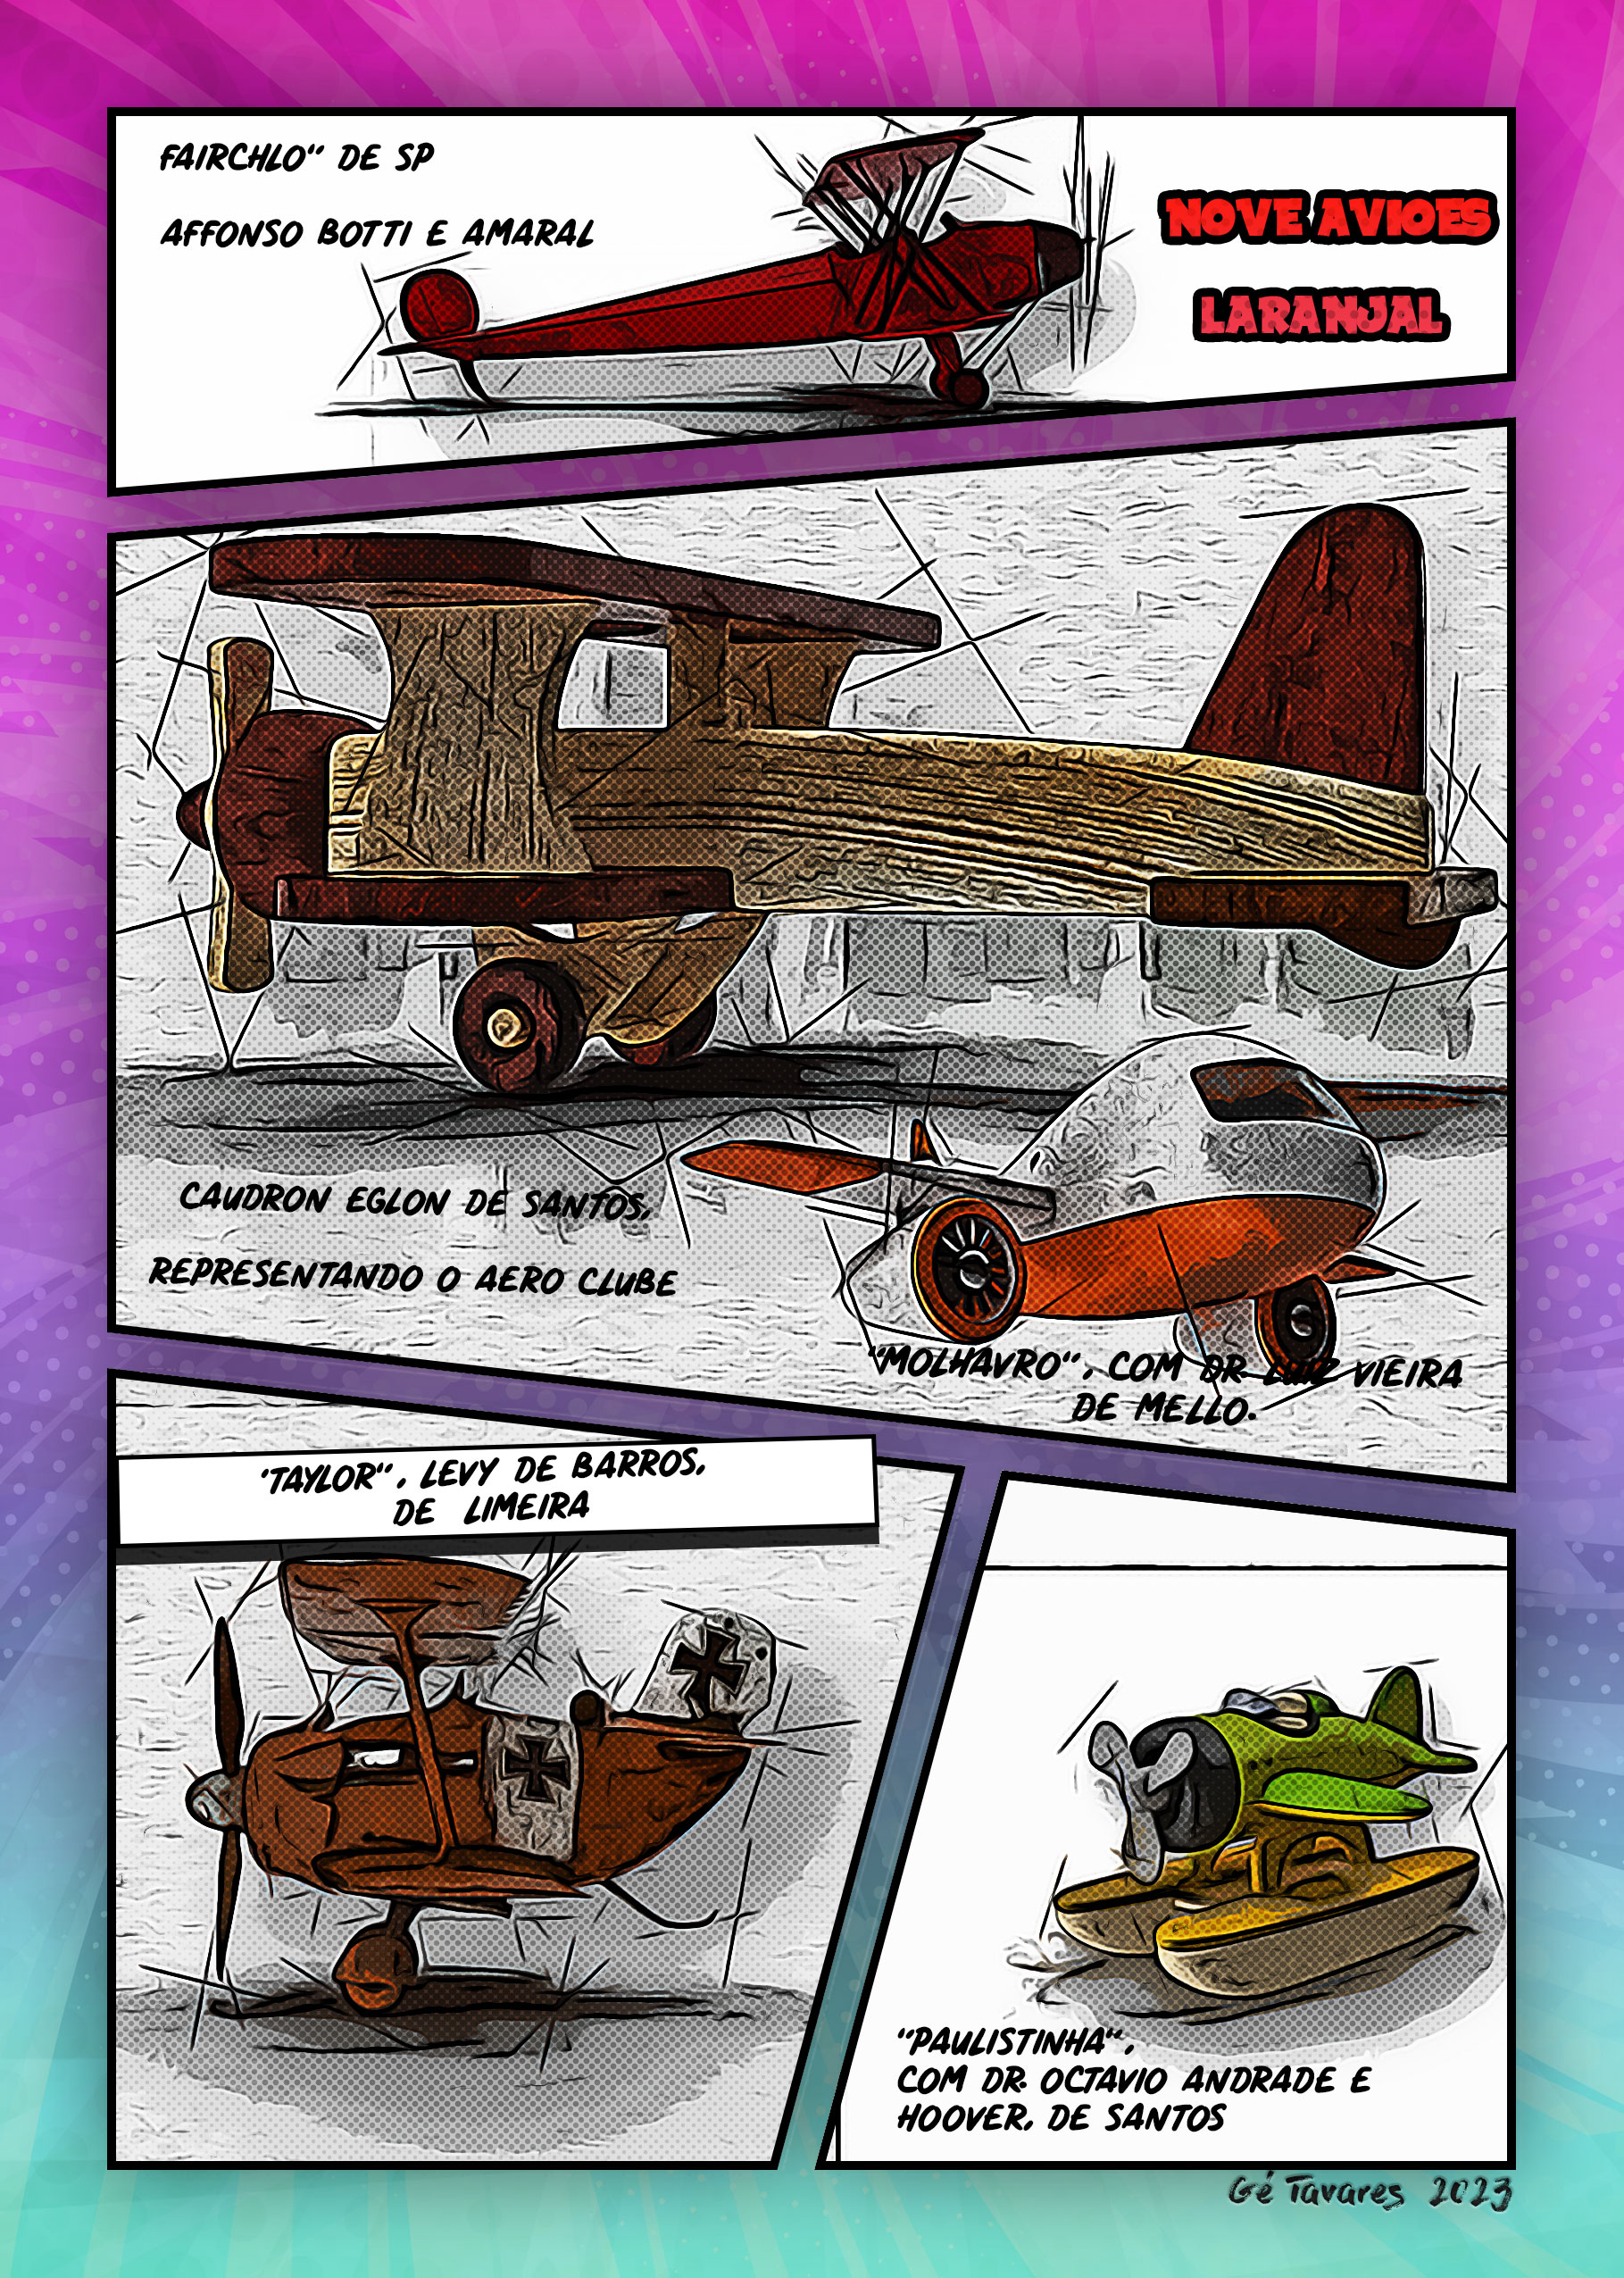 FAIRCHLO" DE SP
AFFONSO BOTTI E AMARAL
NOVE AVIOES
LARANJAL
CAUDRON EGLON DE SANTOS,
REPRESENTANDO O AERO CLUBE
"MOLHAVRO", COM DR. LUIZ VIEIRA
DE MELLO.
'TAYLOR", LEVY DE BARROS,
DE LIMEIRA
"PAULISTINHA",
COM DR. OCTAVIO ANDRADE E
HOOVER, DE SANTOS
Gé Tavares 2023